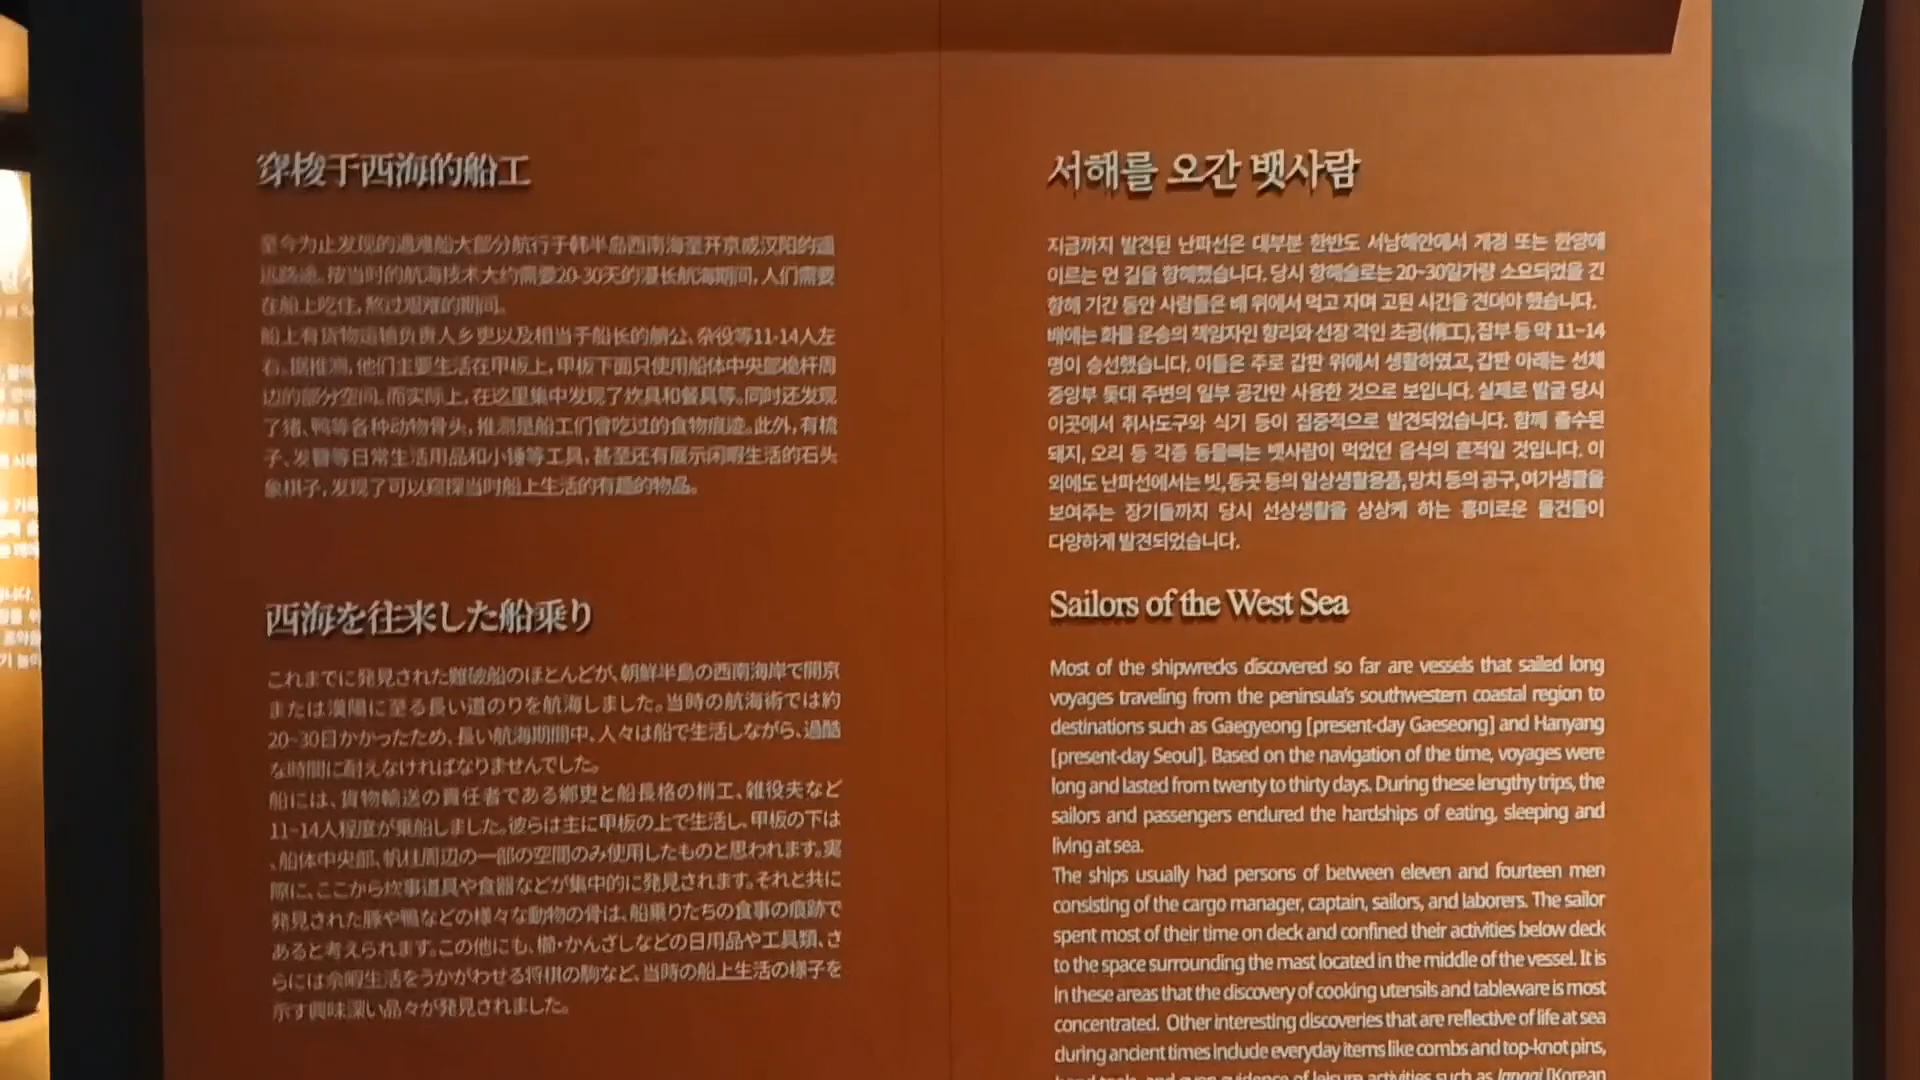 穿梭于西海的船工
至今为止发现的遇难船大部分航行于韩半岛西南海至开京或汉阳的遥
远路途。按当时的航海技术大约需要20-30天的漫长航海期间，人们需要
在船上吃住，熬过艰难的期间。
船上有货物运输负责人乡吏以及相当于船长的艄公、杂役等11-14人左
右。据推测，他们主要生活在甲板上，甲板下面只使用船体中央部桅杆周
边的部分空间。而实际上，在这里集中发现了炊具和餐具等。同时还发现
了猪、鸭等各种动物骨头，推测是船工们曾吃过的食物痕迹。此外，有梳
子、发簪等日常生活用品和小锤等工具，甚至还有展示闲暇生活的石头
象棋子，发现了可以窥探当时船上生活的有趣的物品。
西海を往来した船乗り
これまでに発見された難破船のほとんどが、朝鮮半島の西南海岸で開京
または漢陽に至る長い道のりを航海しました。当時の航海術では約
20~30日かかったため、長い航海期間中、人々は船で生活しながら、過酷
な時間に耐えなければなりませんでした。
船には、貨物輸送の責任者である郷吏と船長格の梢工、雑役夫など
11~14人程度が乗船しました。彼らは主に甲板の上で生活し、甲板の下は
、船体中央部、帆柱周辺の一部の空間のみ使用したものと思われます。実
際に、ここから炊事道具や食器などが集中的に発見されます。それと共に
発見された豚や鴨などの様々な動物の骨は、船乗りたちの食事の痕跡で
あると考えられます。この他にも、櫛・かんざしなどの日用品や工具類、さ
らには余暇生活をうかがわせる将棋の駒など、当時の船上生活の様子を
示す興味深い品々が発見されました。
서해를 오간 뱃사람
지금까지 발견된 난파선은 대부분 한반도 서남해안에서 개경 또는 한양에
이르는 먼 길을 항해했습니다. 당시 항해술로는 20~30일가량 소요되었을 긴
항해 기간 동안 사람들은 배 위에서 먹고 자며 고된 시간을 견뎌야 했습니다.
배에는 화물 운송의 책임자인 향리와 선장 격인 초공(梢工), 잡부 등 약 11~14
명이 승선했습니다. 이들은 주로 갑판 위에서 생활하였고, 갑판 아래는 선체
중앙부 돛대 주변의 일부 공간만 사용한 것으로 보입니다. 실제로 발굴 당시
이곳에서 취사도구와 식기 등이 집중적으로 발견되었습니다. 함께 출수된
돼지, 오리 등 각종 동물뼈는 뱃사람이 먹었던 음식의 흔적일 것입니다. 이
외에도 난파선에서는 빗, 동곳 등의 일상생활용품, 망치 등의 공구, 여가생활을
보여주는 장기돌까지 당시 선상생활을 상상케 하는 흥미로운 물건들이
다양하게 발견되었습니다.
Sailors of the West Sea
Most of the shipwrecks discovered so far are vessels that sailed long
voyages traveling from the peninsula's southwestern coastal region to
destinations such as Gaegyeong [present-day Gaeseong] and Hanyang
[present-day Seoul]. Based on the navigation of the time, voyages were
long and lasted from twenty to thirty days. During these lengthy trips, the
sailors and passengers endured the hardships of eating, sleeping and
living at sea.
The ships usually had persons of between eleven and fourteen men
consisting of the cargo manager, captain, sailors, and laborers. The sailor
spent most of their time on deck and confined their activities below deck
to the space surrounding the mast located in the middle of the vessel. It is
in these areas that the discovery of cooking utensils and tableware is most
concentrated. Other interesting discoveries that are reflective of life at sea
during ancient times include everyday items like combs and top-knot pins,
hand tools, and even evidence of leisure activities such as Janggi [Korean